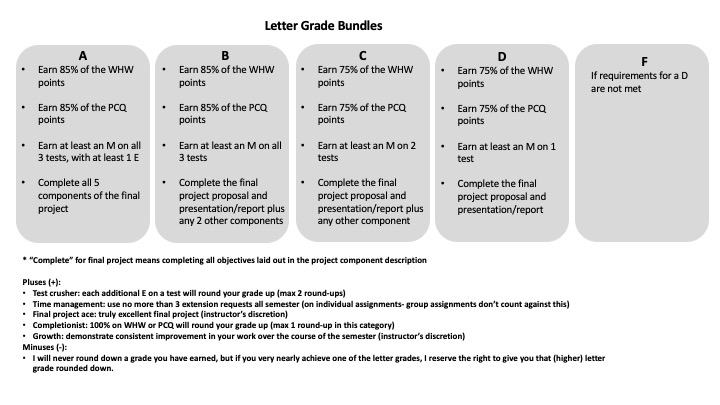 Letter Grade Bundles
A
• Earn 85% of the WHW
points
• Earn 85% of the PCQ
points
• Earn at least an M on all
3 tests, with at least 1 E
• Complete all 5
components of the final
project
B
• Earn 85% of the WHW
points
• Earn 85% of the PCQ
points
• Earn at least an M on all
3 tests
• Complete the final
project proposal and
presentation/report plus
any 2 other components
C
• Earn 75% of the WHW
points
• Earn 75% of the PCQ
points
• Earn at least an M on 2
tests
• Complete the final
project proposal and
presentation/report plus
any other component
D
• Earn 75% of the WHW
points
• Earn 75% of the PCQ
points
• Earn at least an M on 1
test
• Complete the final
project proposal and
presentation/report
F
If requirements for a D
are not met
* “Complete” for final project means completing all objectives laid out in the project component description
Pluses (+):
• Test crusher: each additional E on a test will round your grade up (max 2 round-ups)
• Time management: use no more than 3 extension requests all semester (on individual assignments- group assignments don’t count against this)
• Final project ace: truly excellent final project (instructor’s discretion)
• Completionist: 100% on WHW or PCQ will round your grade up (max 1 round-up in this category)
• Growth: demonstrate consistent improvement in your work over the course of the semester (instructor’s discretion)
Minuses (-):
• I will never round down a grade you have earned, but if you very nearly achieve one of the letter grades, I reserve the right to give you that (higher) letter
grade rounded down.